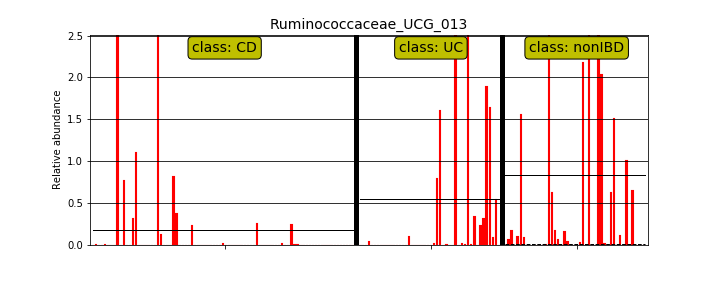 Ruminococcaceae_UCG_013
class: CD
class: UC
class: nonIBD
Relative abundance
2.5
2.0
1.5
1.0
0.5
0.0